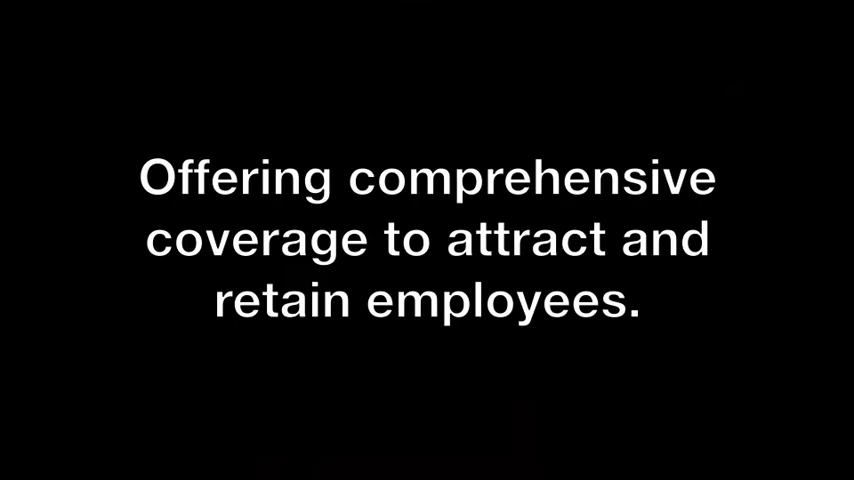 Offering comprehensive
coverage to attract and
retain employees.